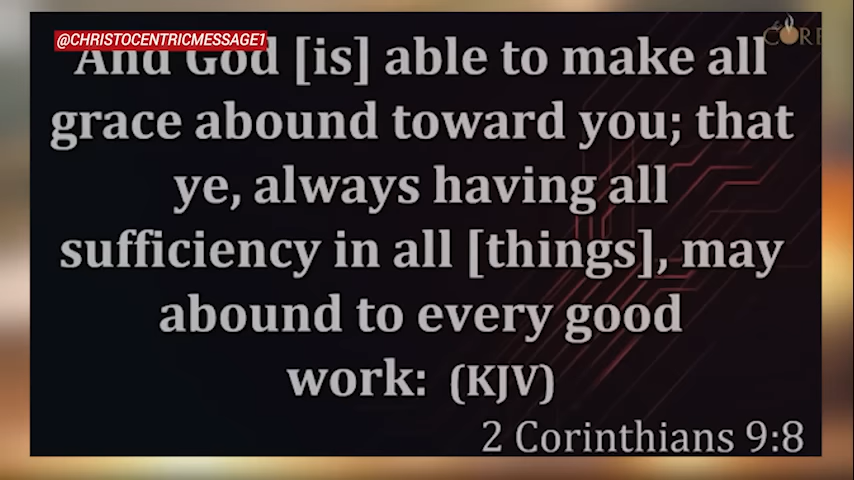 @CHRISTOCENTRICMESSAGE1
CORE
And God [is] able to make all
grace abound toward you; that
ye, always having all
sufficiency in all [things], may
abound to every good
work: (KJV)
2 Corinthians 9:8